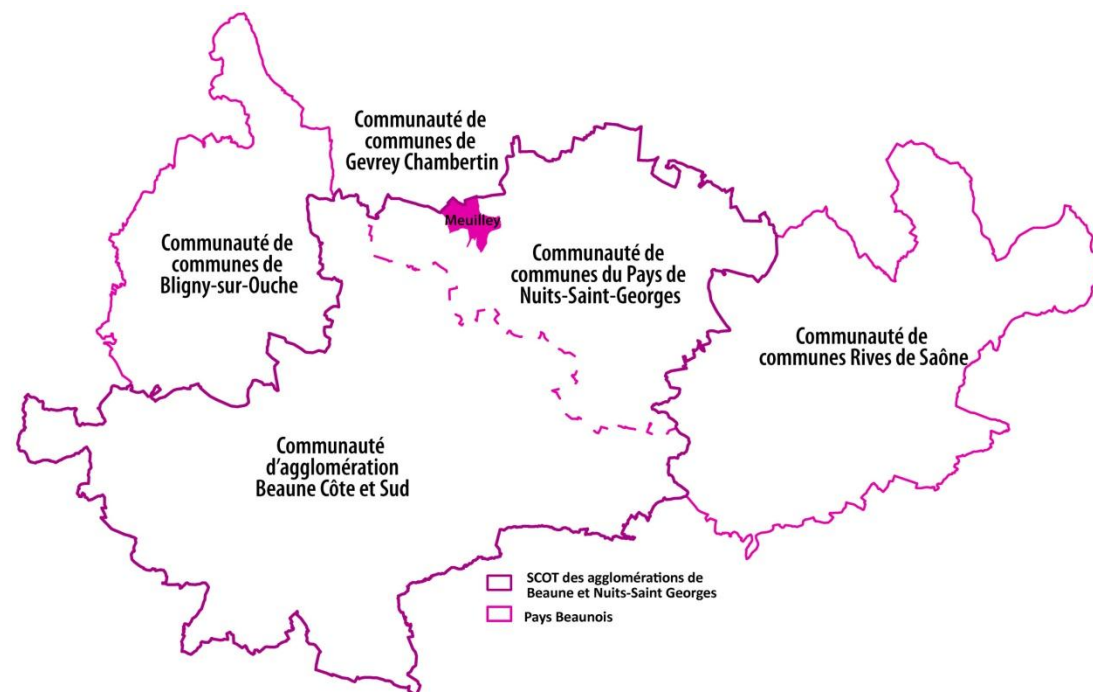 Communauté de
communes de
Gevrey Chambertin
Meuilley
Communauté de
communes de
Bligny-sur-Ouche
Communauté de
communes du Pays de
Nuits-Saint-Georges
Communauté de
communes Rives de Saône
Communauté
d'agglomération
Beaune Côte et Sud
SCOT des agglomérations de
Beaune et Nuits-Saint Georges
Pays Beaunois